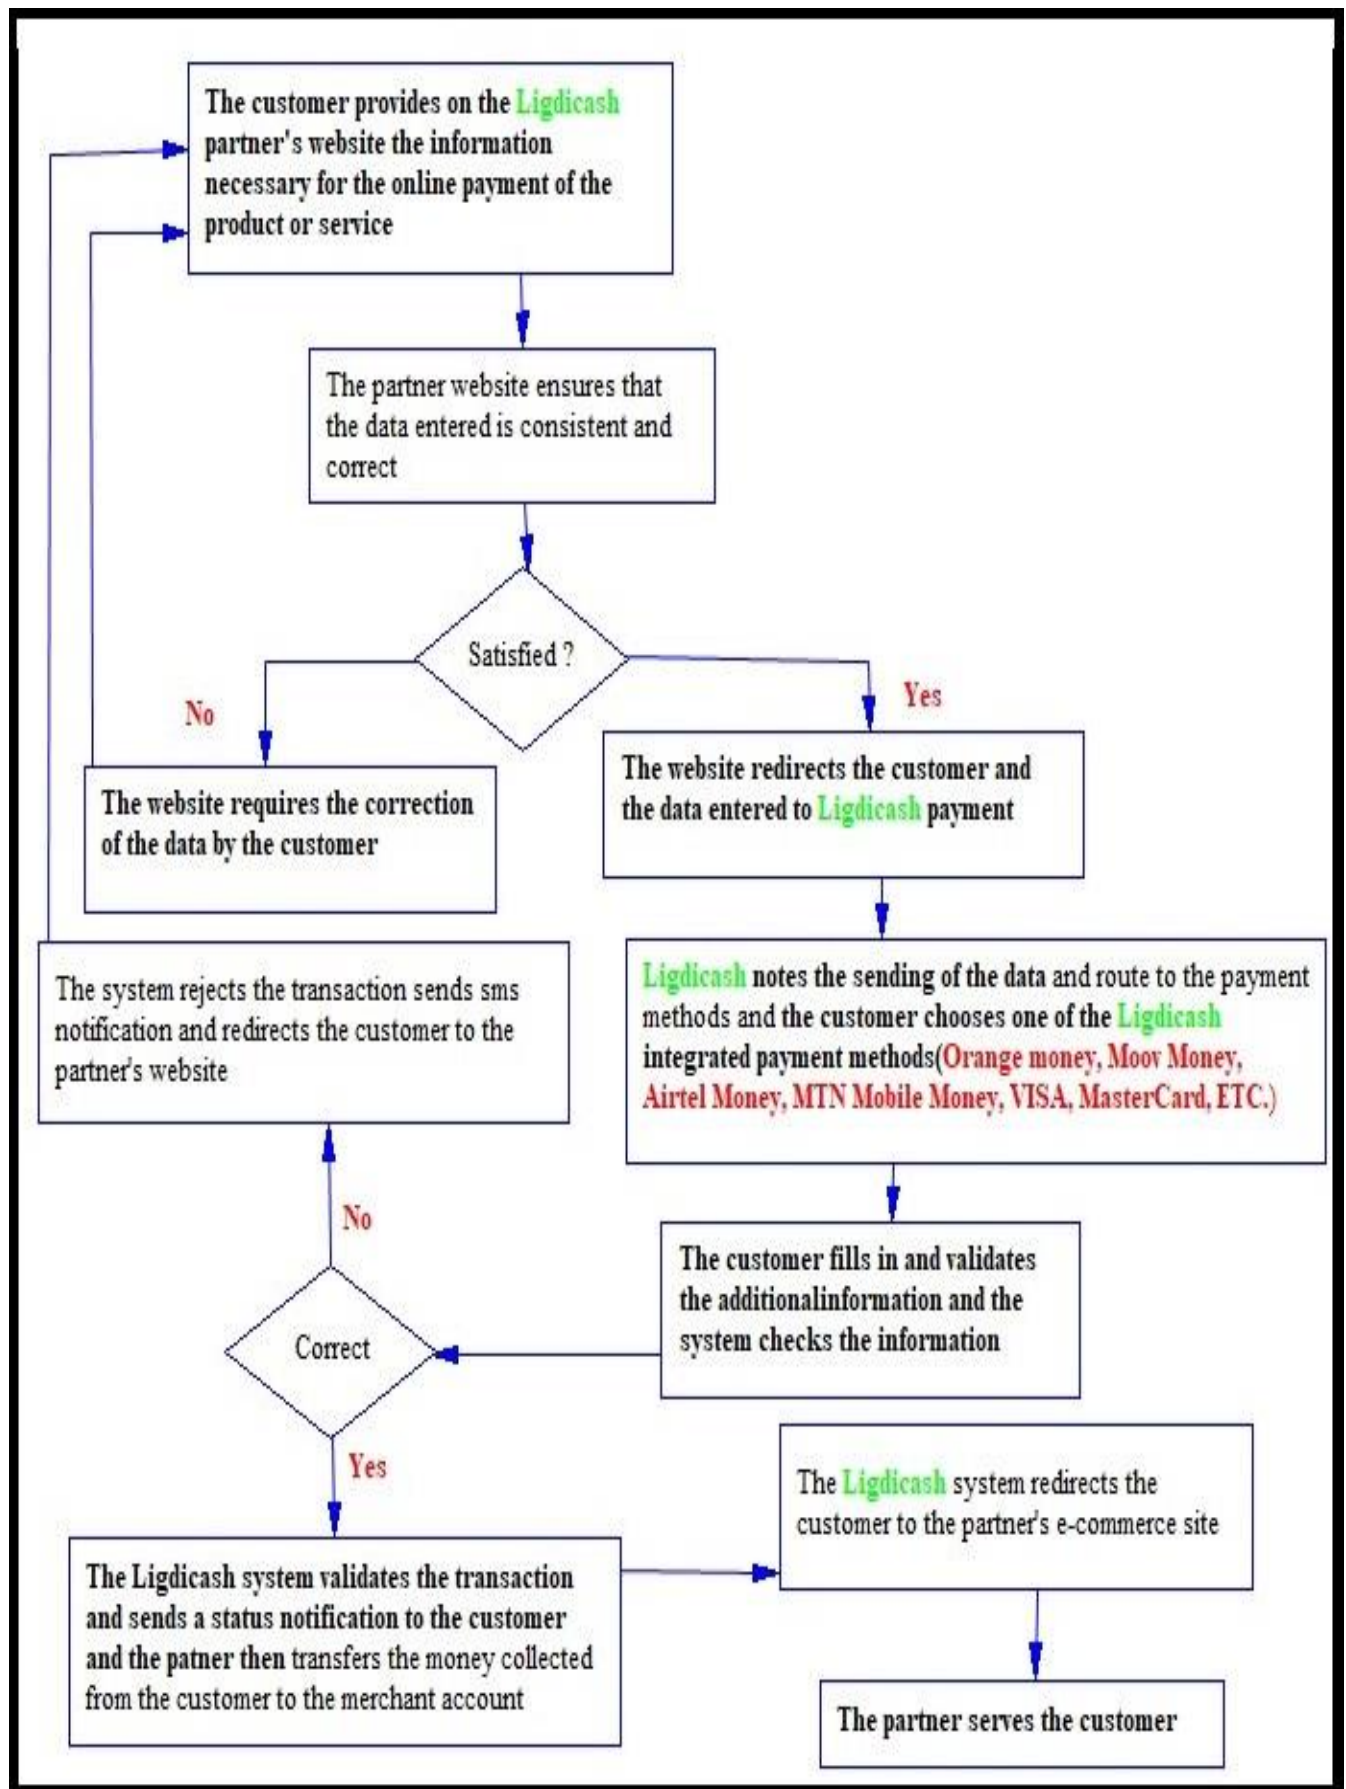 The customer provides on the Ligdicash
partner's website the information
necessary for the online payment of the
product or service
The partner website ensures that
the data entered is consistent and
correct
Satisfied ?
No
Yes
The website requires the correction
of the data by the customer
The website redirects the customer and
the data entered to Ligdicash payment
The system rejects the transaction sends sms
notification and redirects the customer to the
partner's website
Ligdicash notes the sending of the data and route to the payment
methods and the customer chooses one of the Ligdicash
integrated payment methods(Orange money, Moov Money,
Airtel Money, MTN Mobile Money, VISA, MasterCard, ETC.)
No
The customer fills in and validates
the additionalinformation and the
system checks the information
Correct
Yes
The Ligdicash system redirects the
customer to the partner's e-commerce site
The Ligdicash system validates the transaction
and sends a status notification to the customer
and the patner then transfers the money collected
from the customer to the merchant account
The partner serves the customer